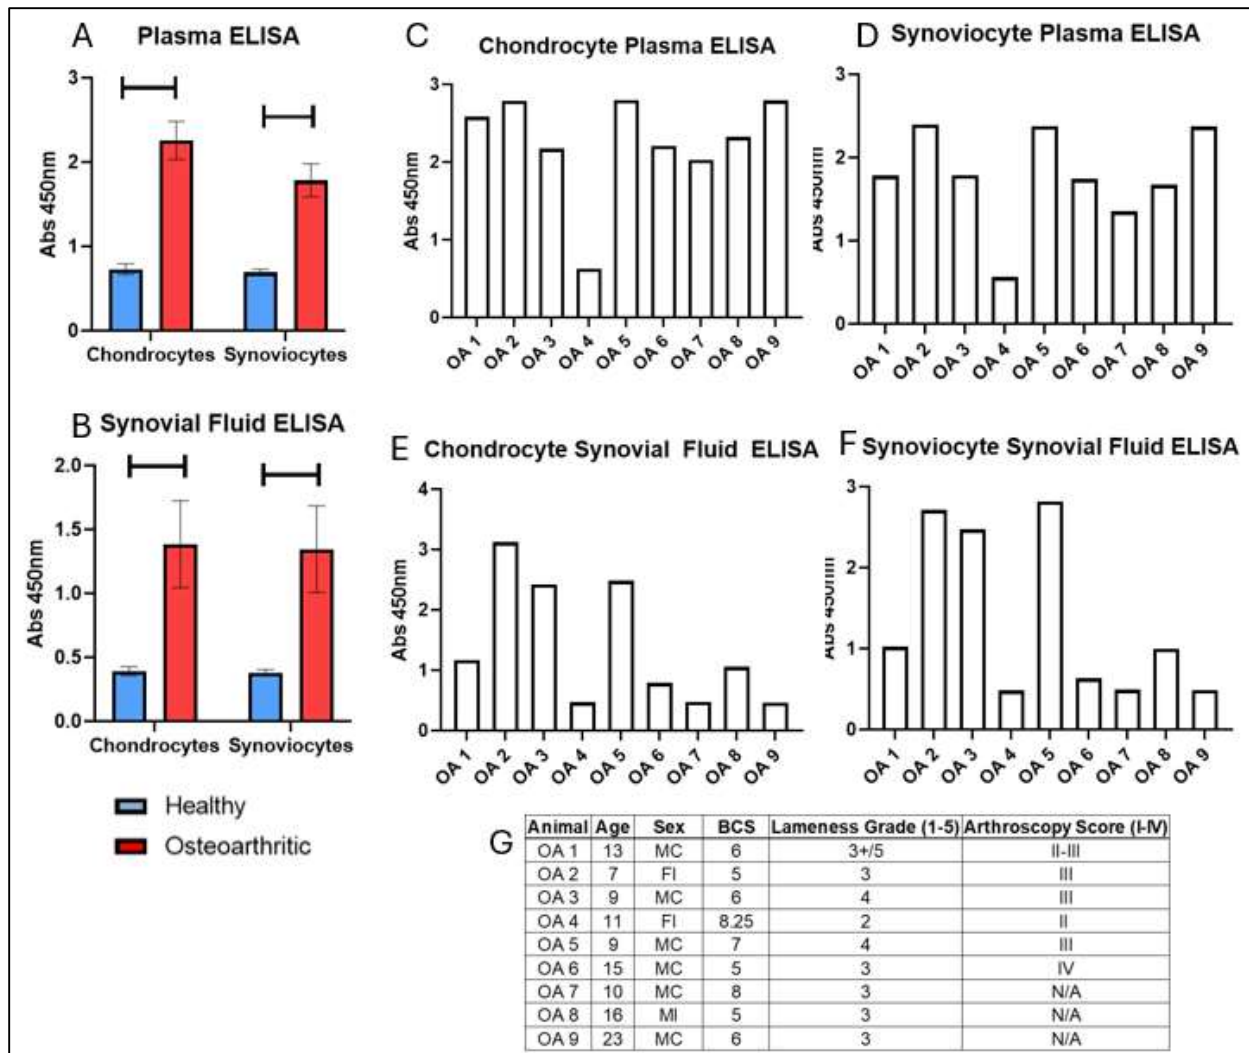 A Plasma ELISA
Abs 450nm
3
2
1
0
Chondrocytes Synoviocytes
C Chondrocyte Plasma ELISA
Abs 450nm
3
2
1
0
OA 1 OA 2 OA 3 OA 4 OA 5 OA 6 OA 7 OA 8 OA 9
D Synoviocyte Plasma ELISA
Abs 450nm
3
2
1
0
OA 1 OA 2 OA 3 OA 4 OA 5 OA 6 OA 7 OA 8 OA 9
B Synovial Fluid ELISA
Abs 450nm
2.0
1.5
1.0
0.5
0.0
Chondrocytes Synoviocytes
Healthy
Osteoarthritic
E Chondrocyte Synovial Fluid ELISA
Abs 450nm
4
3
2
1
0
OA 1 OA 2 OA 3 OA 4 OA 5 OA 6 OA 7 OA 8 OA 9
F Synoviocyte Synovial Fluid ELISA
Abs 450nm
3
2
1
0
OA 1 OA 2 OA 3 OA 4 OA 5 OA 6 OA 7 OA 8 OA 9
G
Animal Age Sex BCS Lameness Grade (1-5) Arthroscopy Score (I-IV)
OA 1 13 MC 6 3+/5 II-III
OA 2 7 FI 5 3 III
OA 3 9 MC 6 4 III
OA 4 11 FI 8.25 2 II
OA 5 9 MC 7 4 III
OA 6 15 MC 5 3 IV
OA 7 10 MC 8 3 N/A
OA 8 16 MI 5 3 N/A
OA 9 23 MC 6 3 N/A